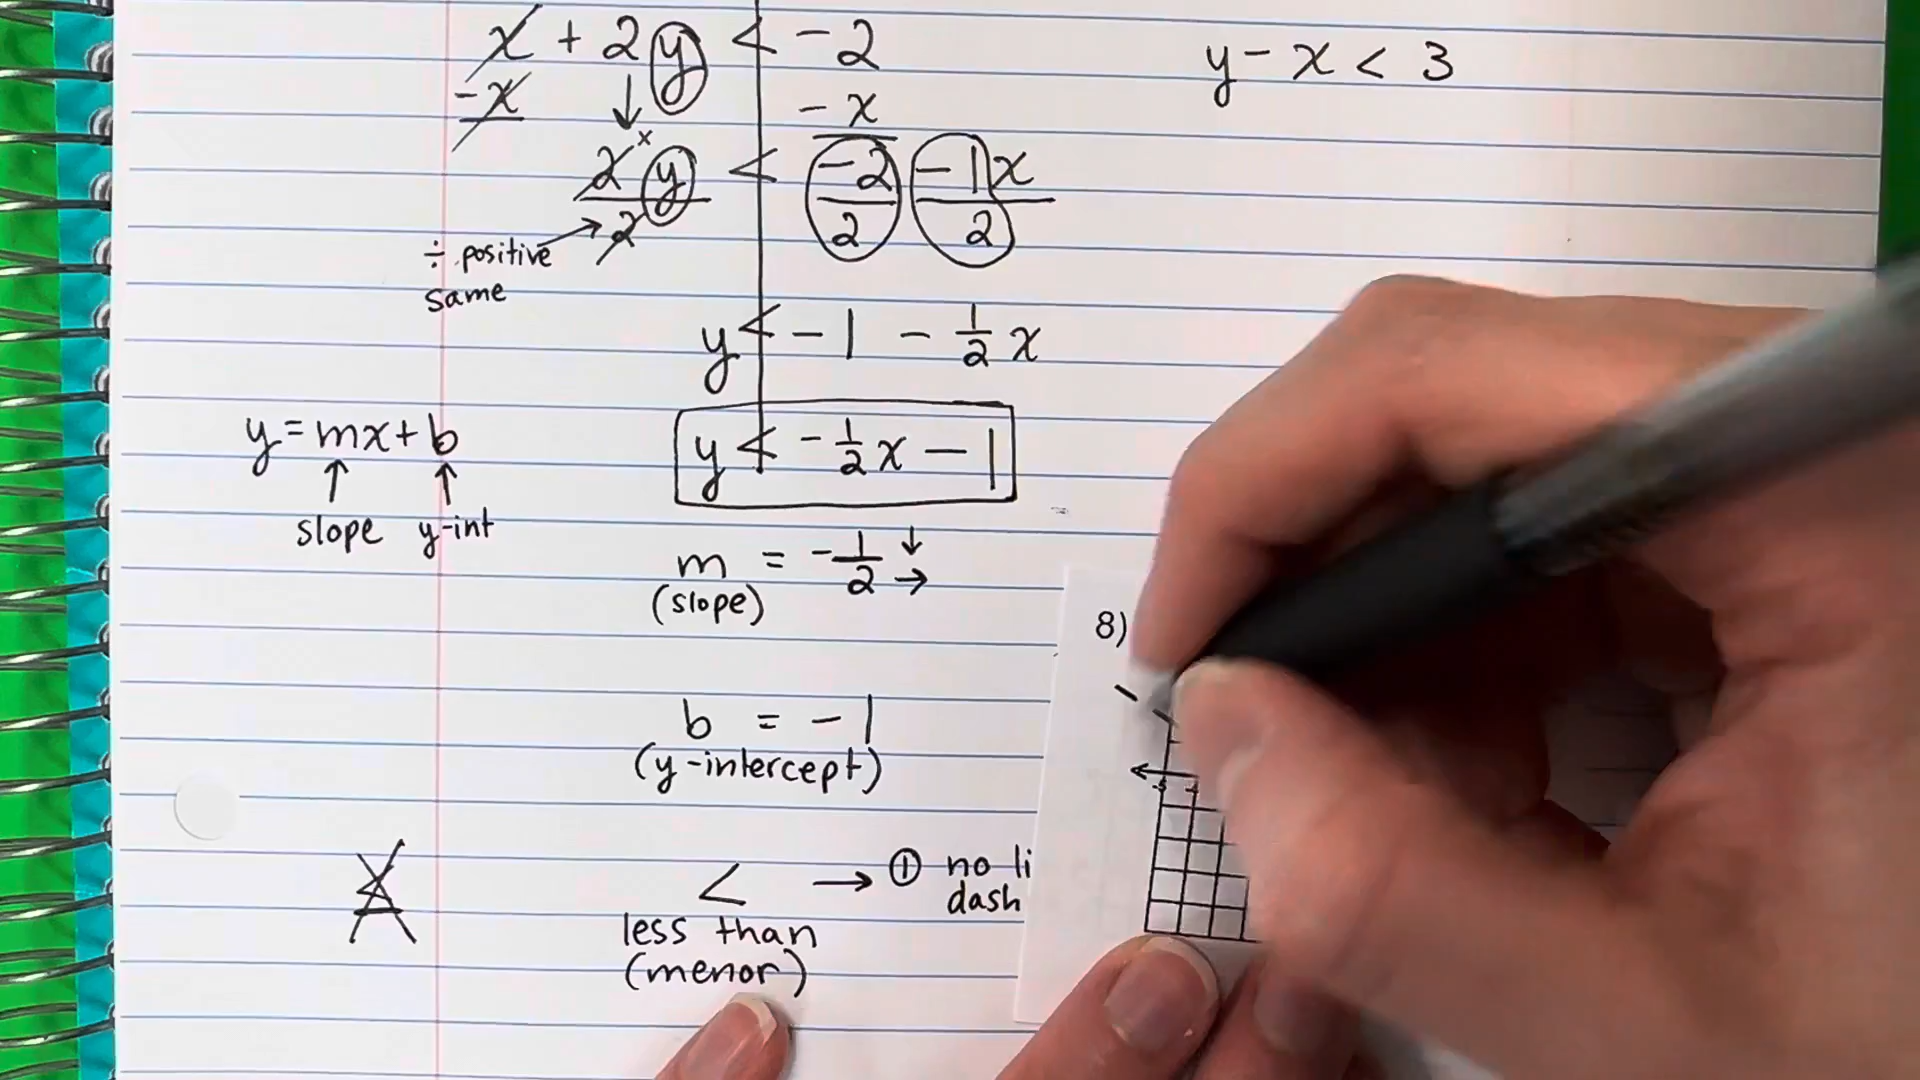 x + 2y < -2
-x -x
2y < -2 -1x
2 2 2
÷ positive
same
y < -1 - 1/2 x
y < -1/2 x - 1
y = mx + b
↑ ↑
slope y-int
m = -1/2 ↓ →
(slope)
b = -1
(y-intercept)
< → ① no li
dash
less than
(menor)
y - x < 3
8)